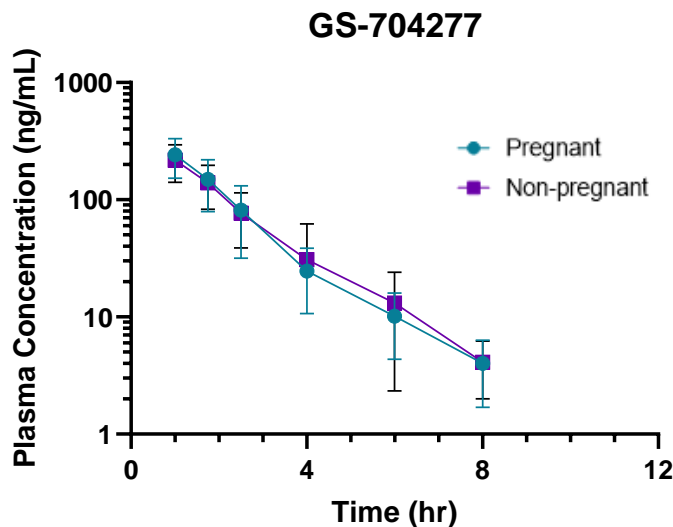 GS-704277
Plasma Concentration (ng/mL)
1000
100
10
1
Pregnant
Non-pregnant
0
4
8
12
Time (hr)